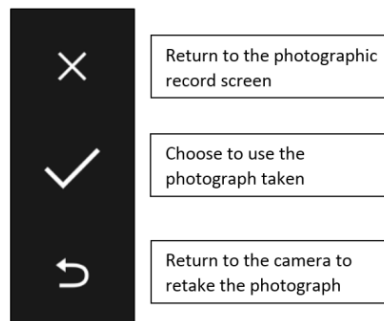 Return to the photographic
record screen
Choose to use the
photograph taken
Return to the camera to
retake the photograph